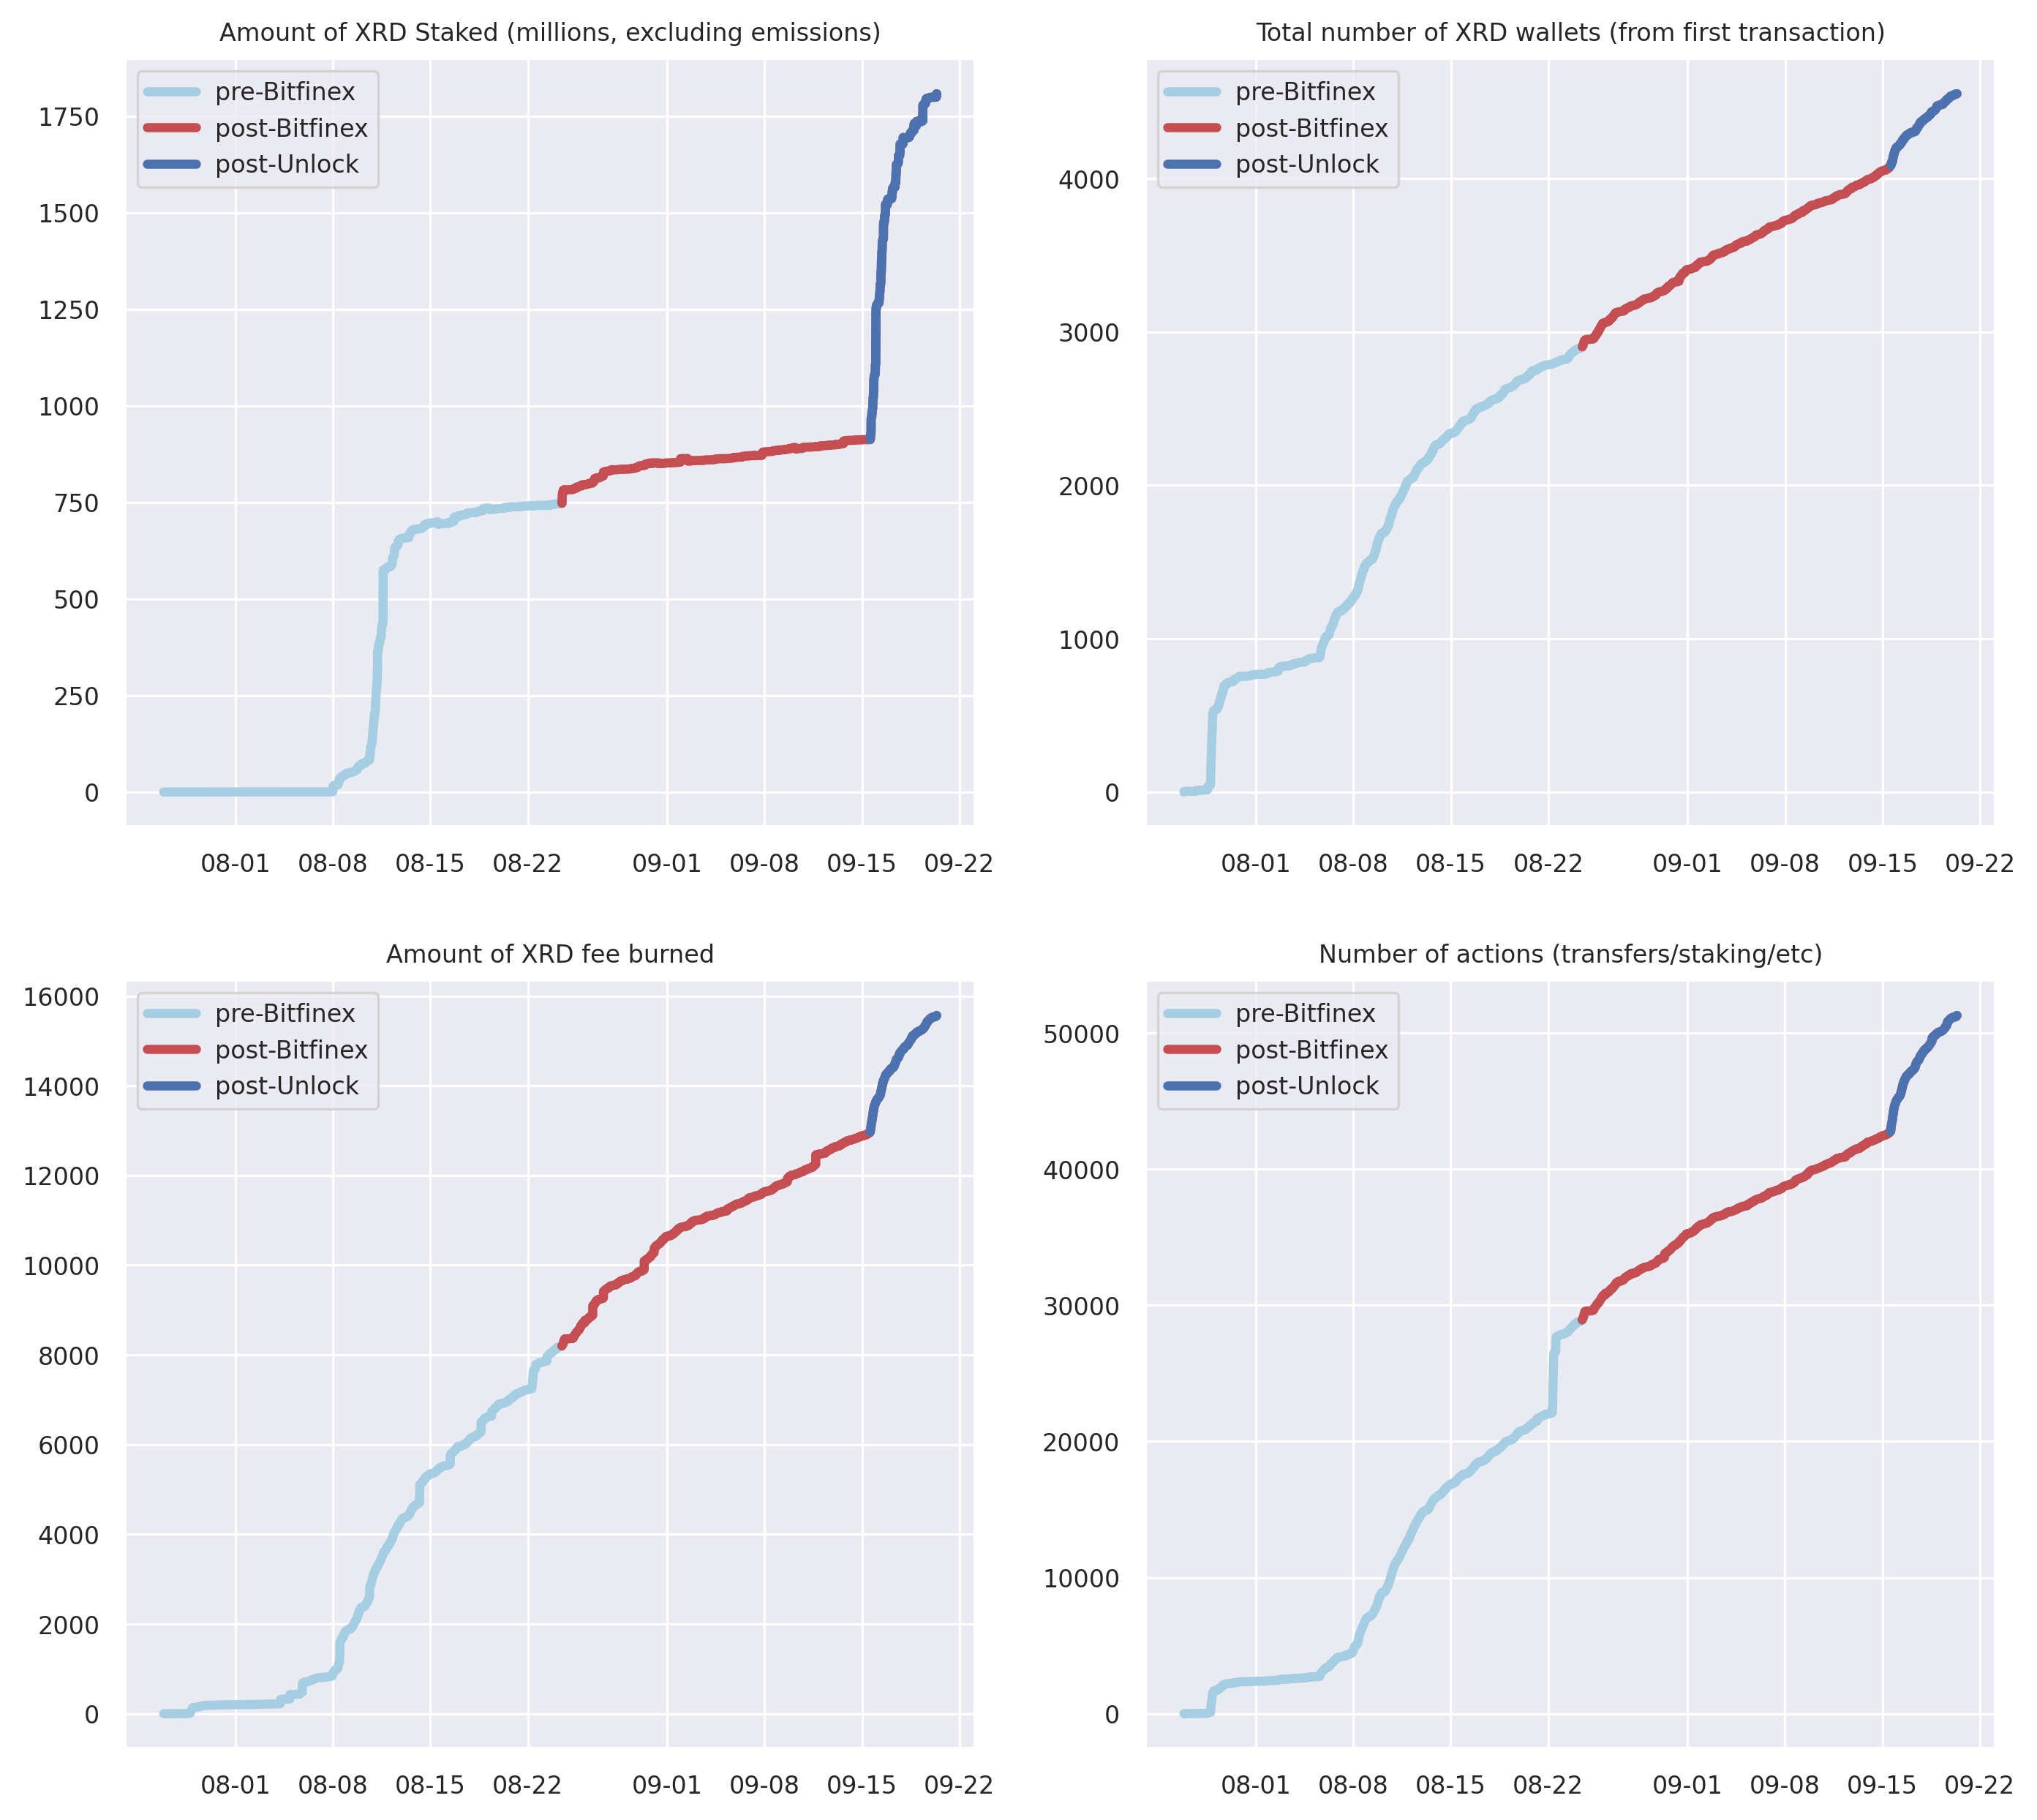 Amount of XRD Staked (millions, excluding emissions)
pre-Bitfinex
post-Bitfinex
post-Unlock
1750
1500
1250
1000
750
500
250
0
08-01 08-08 08-15 08-22 09-01 09-08 09-15 09-22
Total number of XRD wallets (from first transaction)
pre-Bitfinex
post-Bitfinex
post-Unlock
4000
3000
2000
1000
0
08-01 08-08 08-15 08-22 09-01 09-08 09-15 09-22
Amount of XRD fee burned
pre-Bitfinex
post-Bitfinex
post-Unlock
16000
14000
12000
10000
8000
6000
4000
2000
0
08-01 08-08 08-15 08-22 09-01 09-08 09-15 09-22
Number of actions (transfers/staking/etc)
pre-Bitfinex
post-Bitfinex
post-Unlock
50000
40000
30000
20000
10000
0
08-01 08-08 08-15 08-22 09-01 09-08 09-15 09-22